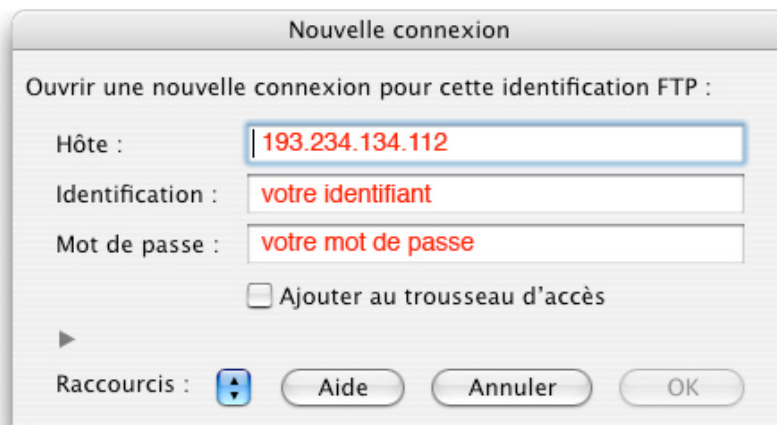 Nouvelle connexion
Ouvrir une nouvelle connexion pour cette identification FTP :
Hôte : 193.234.134.112
Identification : votre identifiant
Mot de passe : votre mot de passe
Ajouter au trousseau d'accès
Raccourcis : Aide Annuler OK